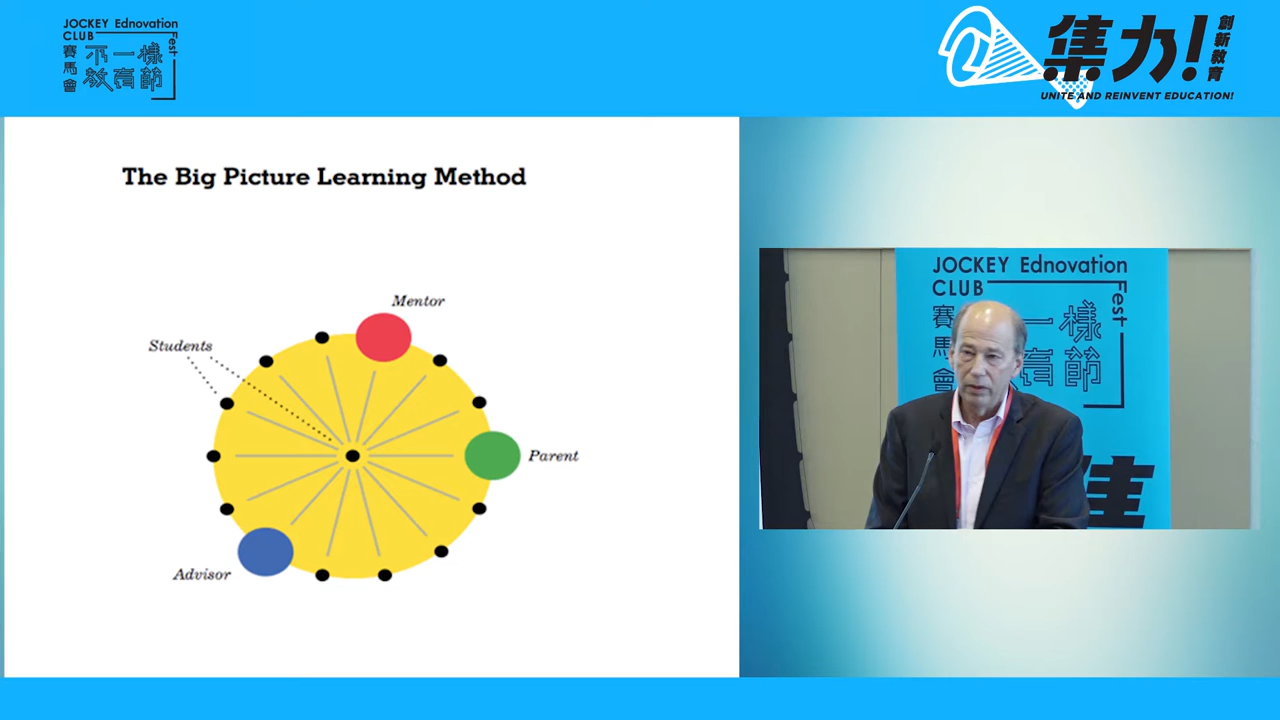 JOCKEY Ednovation
CLUB
Fest
賽馬會
不一樣
教育節
集力!
創新教育
UNITE AND REINVENT EDUCATION!
The Big Picture Learning Method
Mentor
Students
Parent
Advisor
JOCKEY Ednovation
CLUB
Fest
賽馬會
一樣
育節